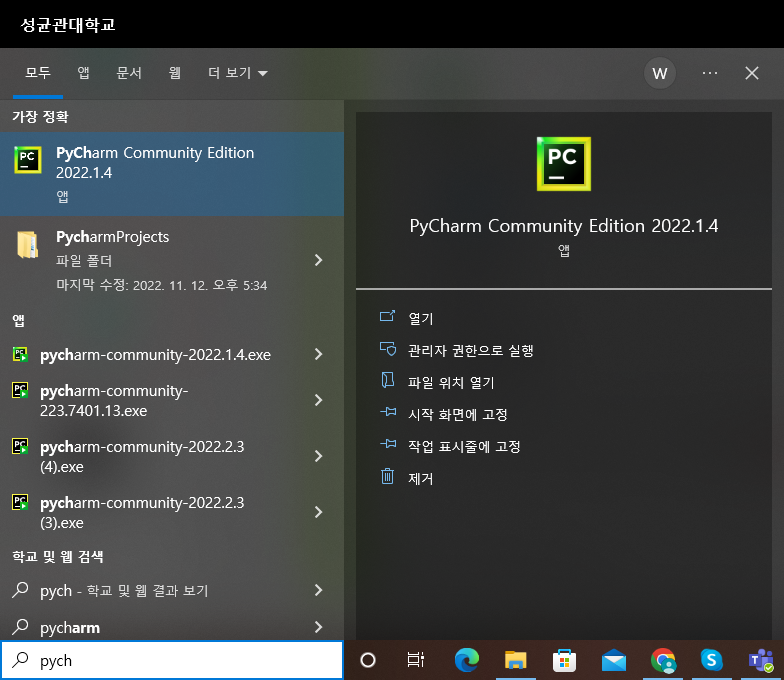 성균관대학교
모두 앱 문서 웹 더 보기 W ...
가장 정확
PyCharm Community Edition
2022.1.4
앱
PycharmProjects
파일 폴더
마지막 수정: 2022. 11. 12. 오후 5:34
앱
pycharm-community-2022.1.4.exe
pycharm-community-
223.7401.13.exe
pycharm-community-2022.2.3
(4).exe
pycharm-community-2022.2.3
(3).exe
학교 및 웹 검색
pych - 학교 및 웹 결과 보기
pycharm
pych
PC
PyCharm Community Edition 2022.1.4
앱
열기
관리자 권한으로 실행
파일 위치 열기
시작 화면에 고정
작업 표시줄에 고정
제거